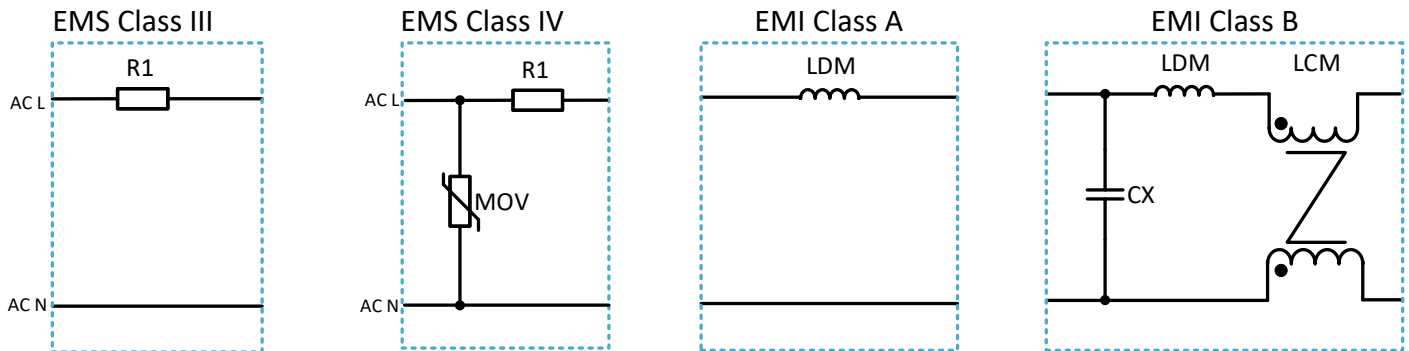 EMS Class III
EMS Class IV
EMI Class A
EMI Class B
R1
R1
LDM
LDM
LCM
AC L
AC L
MOV
CX
AC N
AC N